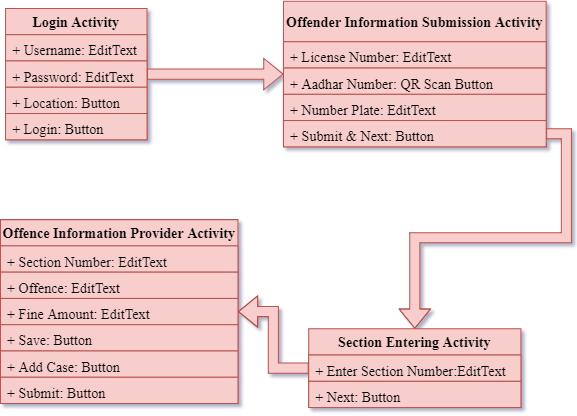 Login Activity
+ Username: EditText
+ Password: EditText
+ Location: Button
+ Login: Button
Offender Information Submission Activity
+ License Number: EditText
+ Aadhar Number: QR Scan Button
+ Number Plate: EditText
+ Submit & Next: Button
Offence Information Provider Activity
+ Section Number: EditText
+ Offence: EditText
+ Fine Amount: EditText
+ Save: Button
+ Add Case: Button
+ Submit: Button
Section Entering Activity
+ Enter Section Number:EditText
+ Next: Button